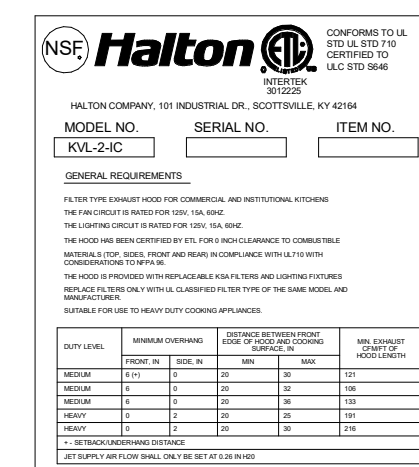 NSF
Halton
ETL
LISTED
INTERTEK
3012225
CONFORMS TO UL
STD UL STD 710
CERTIFIED TO
ULC STD S646
HALTON COMPANY, 101 INDUSTRIAL DR., SCOTTSVILLE, KY 42164
MODEL NO. SERIAL NO. ITEM NO.
KVL-2-IC
GENERAL REQUIREMENTS
FILTER TYPE EXHAUST HOOD FOR COMMERCIAL AND INSTITUTIONAL KITCHENS
THE FAN CIRCUIT IS RATED FOR 125V, 15A, 60HZ.
THE LIGHTING CIRCUIT IS RATED FOR 125V, 15A, 60HZ.
THE HOOD HAS BEEN CERTIFIED BY ETL FOR 0 INCH CLEARANCE TO COMBUSTIBLE
MATERIALS (TOP, SIDES, FRONT AND REAR) IN COMPLIANCE WITH UL710 WITH
CONSIDERATIONS TO NFPA 96.
THE HOOD IS PROVIDED WITH REPLACEABLE KSA FILTERS AND LIGHTING FIXTURES
REPLACE FILTERS ONLY WITH UL CLASSIFIED FILTER TYPE OF THE SAME MODEL AND
MANUFACTURER.
SUITABLE FOR USE TO HEAVY DUTY COOKING APPLIANCES.
DUTY LEVEL
MINIMUM OVERHANG
DISTANCE BETWEEN FRONT
EDGE OF HOOD AND COOKING
SURFACE, IN
MIN. EXHAUST
CFM/FT OF
HOOD LENGTH
FRONT, IN SIDE, IN MIN MAX
MEDIUM 6 (+) 0 20 30 121
MEDIUM 6 0 20 32 106
MEDIUM 6 0 20 36 133
HEAVY 0 2 20 25 191
HEAVY 0 2 20 30 216
+ - SETBACK/UNDERHANG DISTANCE
JET SUPPLY AIR FLOW SHALL ONLY BE SET AT 0.26 IN H20